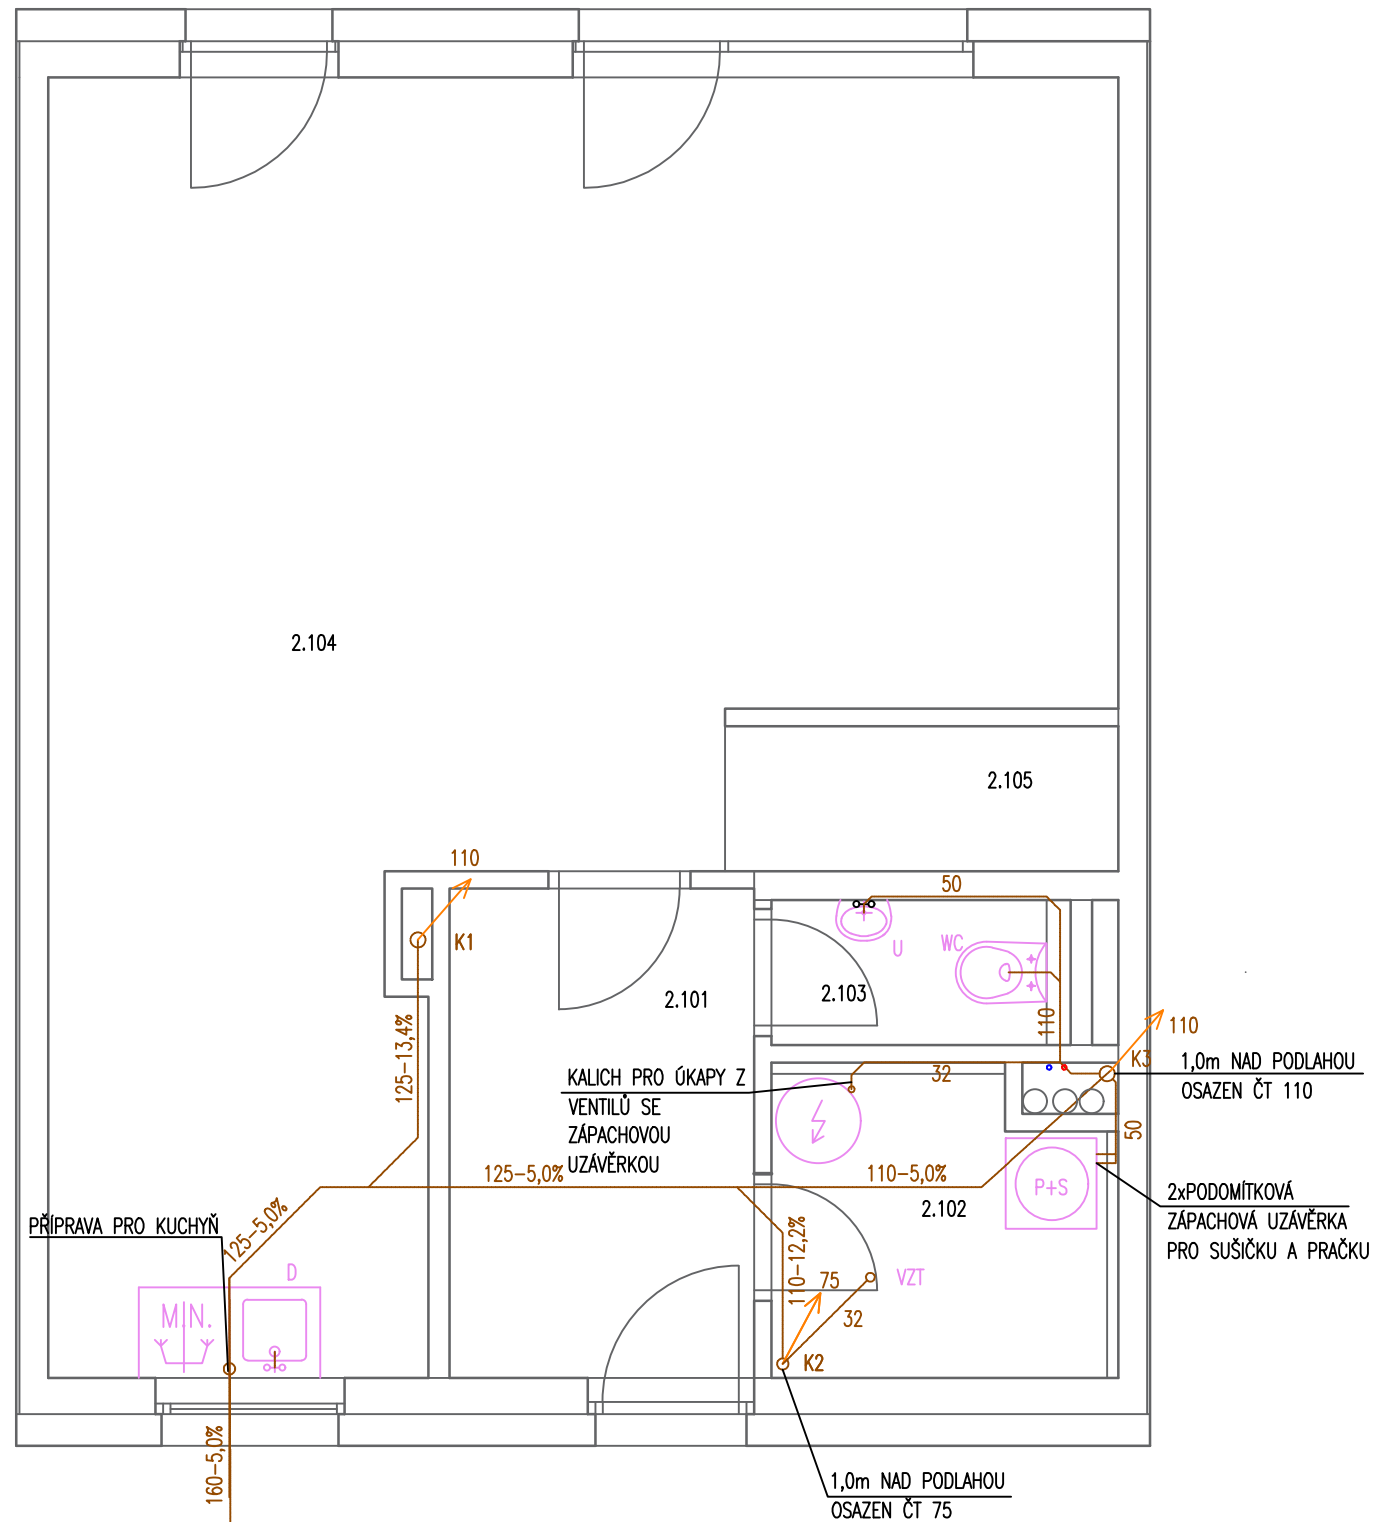 2.104
2.105
110
K1
50
U
WC
2.101
2.103
125-13,4%
110
110
K3
1,0m NAD PODLAHOU
OSAZEN ČT 110
32
KALICH PRO ÚKAPY Z
VENTILŮ SE
ZÁPACHOVOU
UZÁVĚRKOU
50
125-5,0%
110-5,0%
P+S
2.102
2xPODOMÍTKOVÁ
ZÁPACHOVÁ UZÁVĚRKA
PRO SUŠIČKU A PRAČKU
PŘÍPRAVA PRO KUCHYŇ
125-5,0%
110-12,2%
D
75
VZT
M.N.
32
K2
160-5,0%
1,0m NAD PODLAHOU
OSAZEN ČT 75